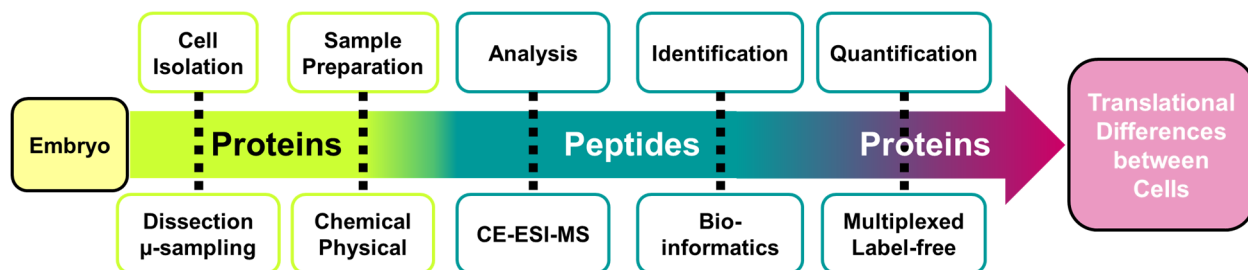 Cell
Isolation
Sample
Preparation
Analysis
Identification
Quantification
Embryo
Proteins
Peptides
Proteins
Translational
Differences
between
Cells
Dissection
µ-sampling
Chemical
Physical
CE-ESI-MS
Bio-
informatics
Multiplexed
Label-free